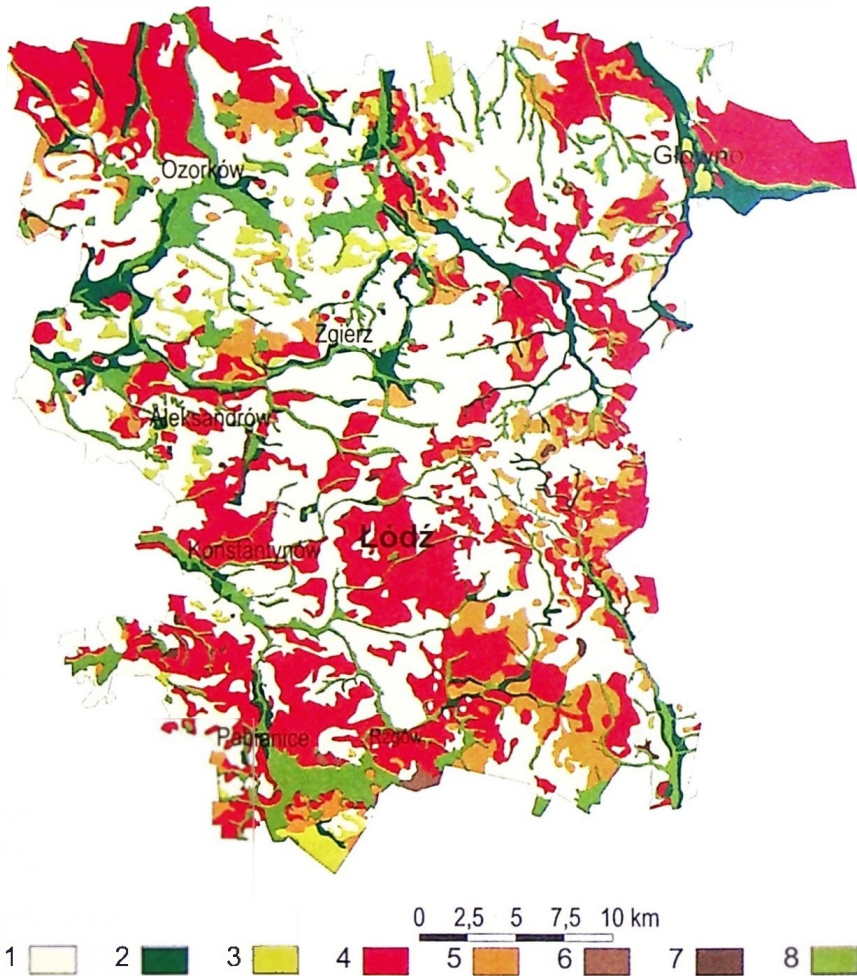 Ozorków
Głowno
Zgierz
Aleksandrów
Łódź
Konstantynów
Pabianice
Rzgów
0 2,5 5 7,5 10 km
1 2 3 4 5 6 7 8